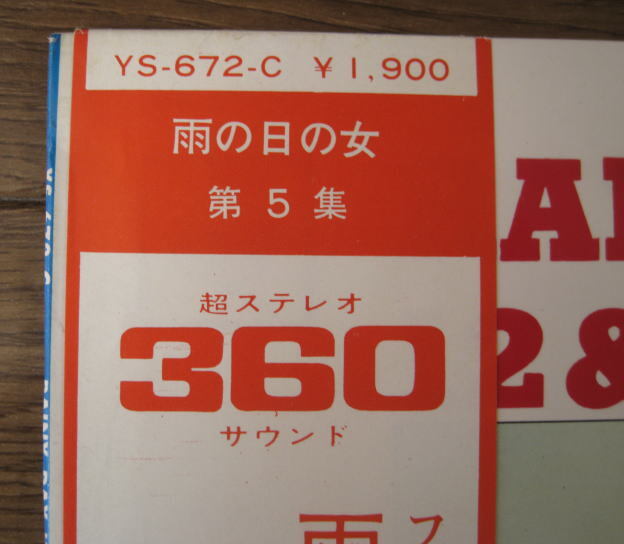 YS-672-C ¥1,900
雨の日の女
第 5 集
超ステレオ
360
サウンド
2 &